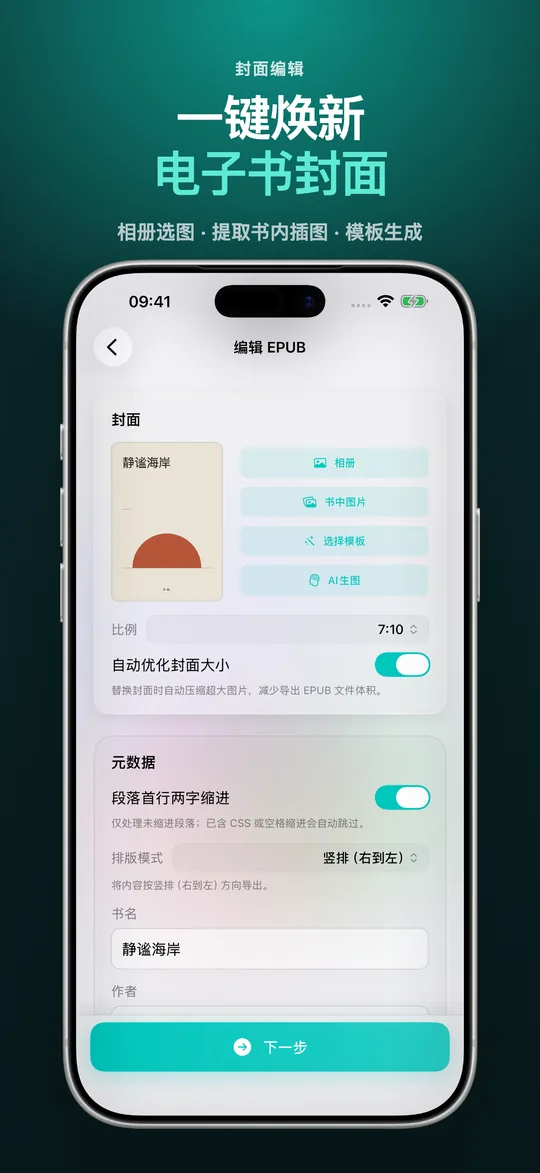 封面编辑
一键焕新
电子书封面
相册选图 · 提取书内插图 · 模板生成
09:41
编辑 EPUB
封面
静谧海岸
相册
书中图片
选择模板
AI生图
比例
7:10
自动优化封面大小
替换封面时自动压缩超大图片，减少导出 EPUB 文件体积。
元数据
段落首行两字缩进
仅处理未缩进段落；已含 CSS 或空格缩进会自动跳过。
排版模式
竖排 (右到左)
将内容按竖排 (右到左) 方向导出。
书名
静谧海岸
作者
下一步